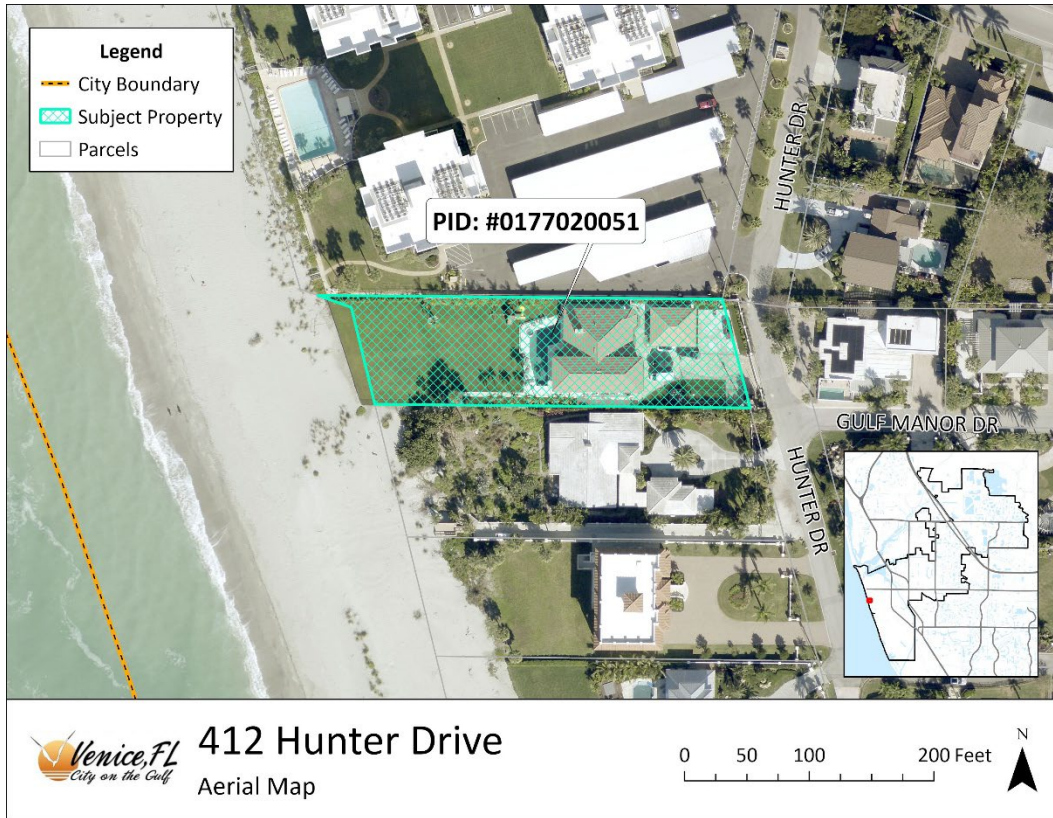 Legend
City Boundary
Subject Property
Parcels
HUNTER DR
PID: #0177020051
GULF MANOR DR
HUNTER DR
Venice, FL
City on the Gulf
412 Hunter Drive
Aerial Map
0 50 100 200 Feet
N